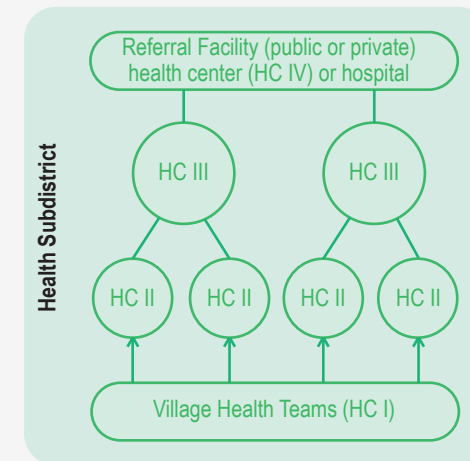 Referral Facility (public or private)
health center (HC IV) or hospital
Health Subdistrict
HC III
HC III
HC II
HC II
HC II
HC II
Village Health Teams (HC I)